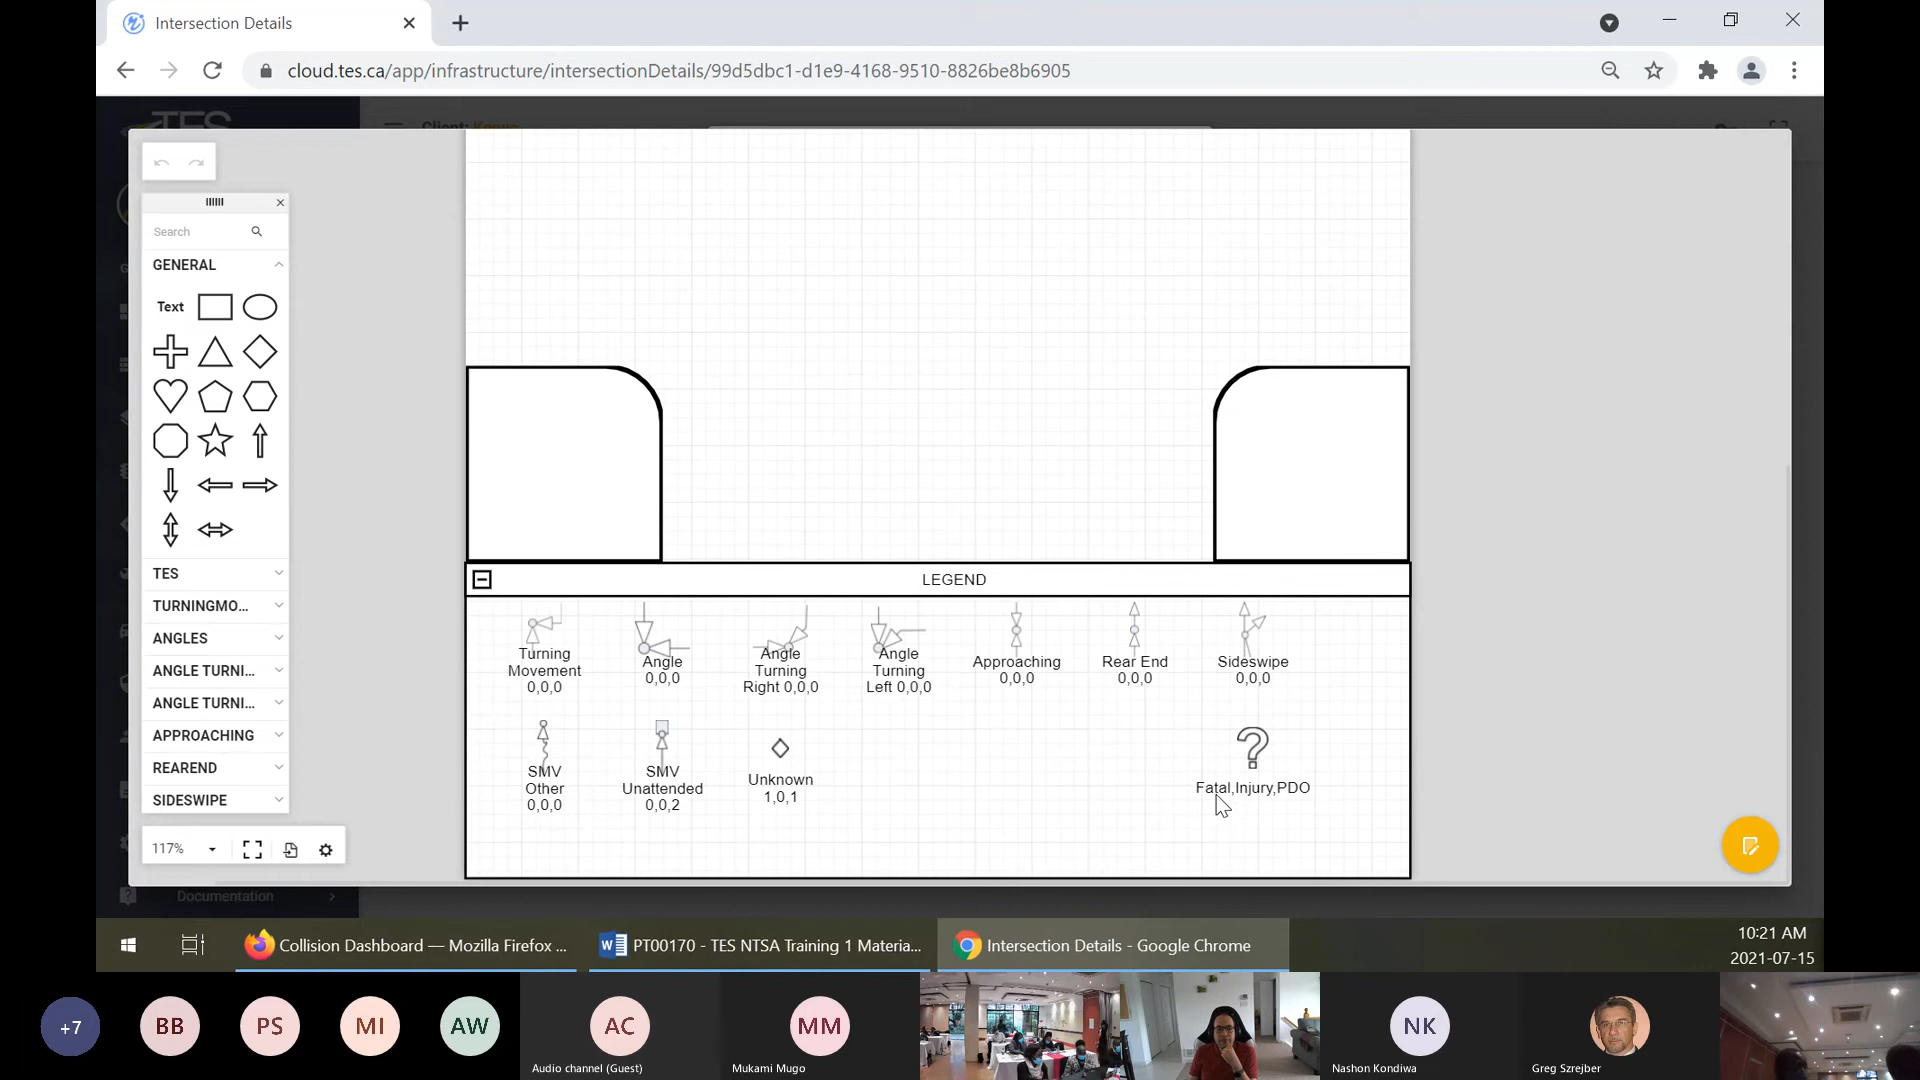 Intersection Details
cloud.tes.ca/app/infrastructure/intersectionDetails/99d5dbc1-d1e9-4168-9510-8826be8b6905
TES
Client: Kenya
Search
GENERAL
Text
TES
TURNINGMO...
ANGLES
ANGLE TURNI...
ANGLE TURNI...
APPROACHING
REAREND
SIDESWIPE
117%
LEGEND
Turning
Movement
0,0,0
Angle
0,0,0
Angle
Turning
Right 0,0,0
Angle
Turning
Left 0,0,0
Approaching
0,0,0
Rear End
0,0,0
Sideswipe
0,0,0
SMV
Other
0,0,0
SMV
Unattended
0,0,2
Unknown
1,0,1
?
Fatal,Injury,PDO
Documentation
Collision Dashboard — Mozilla Firefox ...
PT00170 - TES NTSA Training 1 Materia...
Intersection Details - Google Chrome
10:21 AM
2021-07-15
+7
BB
PS
MI
AW
AC
Audio channel (Guest)
MM
Mukami Mugo
NK
Nashon Kondiwa
Greg Szrejber